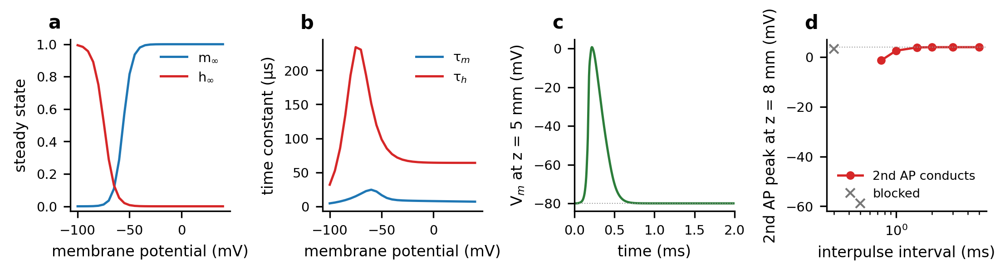 a
steady state
1.0
0.8
0.6
0.4
0.2
0.0
m∞
h∞
−100
−50
0
membrane potential (mV)
b
time constant (µs)
200
150
100
50
0
τm
τh
−100
−50
0
membrane potential (mV)
c
Vm at z = 5 mm (mV)
0
−20
−40
−60
−80
0.0
0.5
1.0
1.5
2.0
time (ms)
d
2nd AP peak at z = 8 mm (mV)
0
−20
−40
−60
2nd AP conducts
blocked
10⁰
interpulse interval (ms)